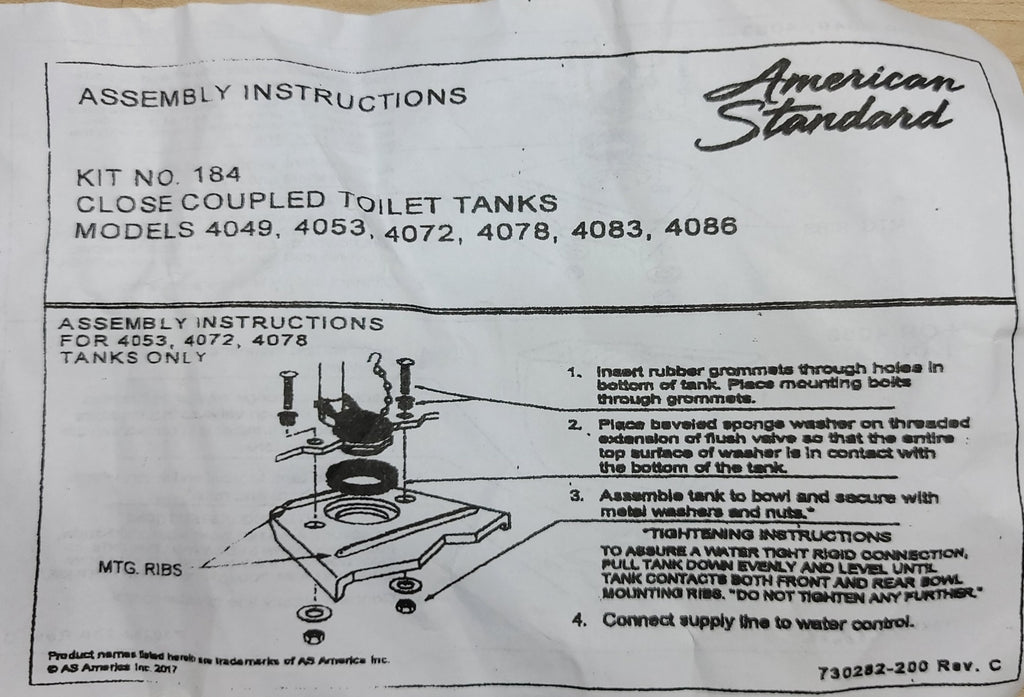 ASSEMBLY INSTRUCTIONS
American
Standard
KIT NO. 184
CLOSE COUPLED TOILET TANKS
MODELS 4049, 4053, 4072, 4078, 4083, 4086
ASSEMBLY INSTRUCTIONS
FOR 4053, 4072, 4078
TANKS ONLY
MTG. RIBS
1. Insert rubber grommets through holes in
bottom of tank. Place mounting bolts
through grommets.
2. Place beveled sponge washer on threaded
extension of flush valve so that the entire
top surface of washer is in contact with
the bottom of the tank.
3. Assemble tank to bowl and secure with
metal washers and nuts.*
*TIGHTENING INSTRUCTIONS
TO ASSURE A WATER TIGHT RIGID CONNECTION,
PULL TANK DOWN EVENLY AND LEVEL UNTIL
TANK CONTACTS BOTH FRONT AND REAR BOWL
MOUNTING RIBS. "DO NOT TIGHTEN ANY FURTHER."
4. Connect supply line to water control.
Product names listed herein are trademarks of AS America Inc.
© AS America Inc. 2017
730282-200 Rev. C